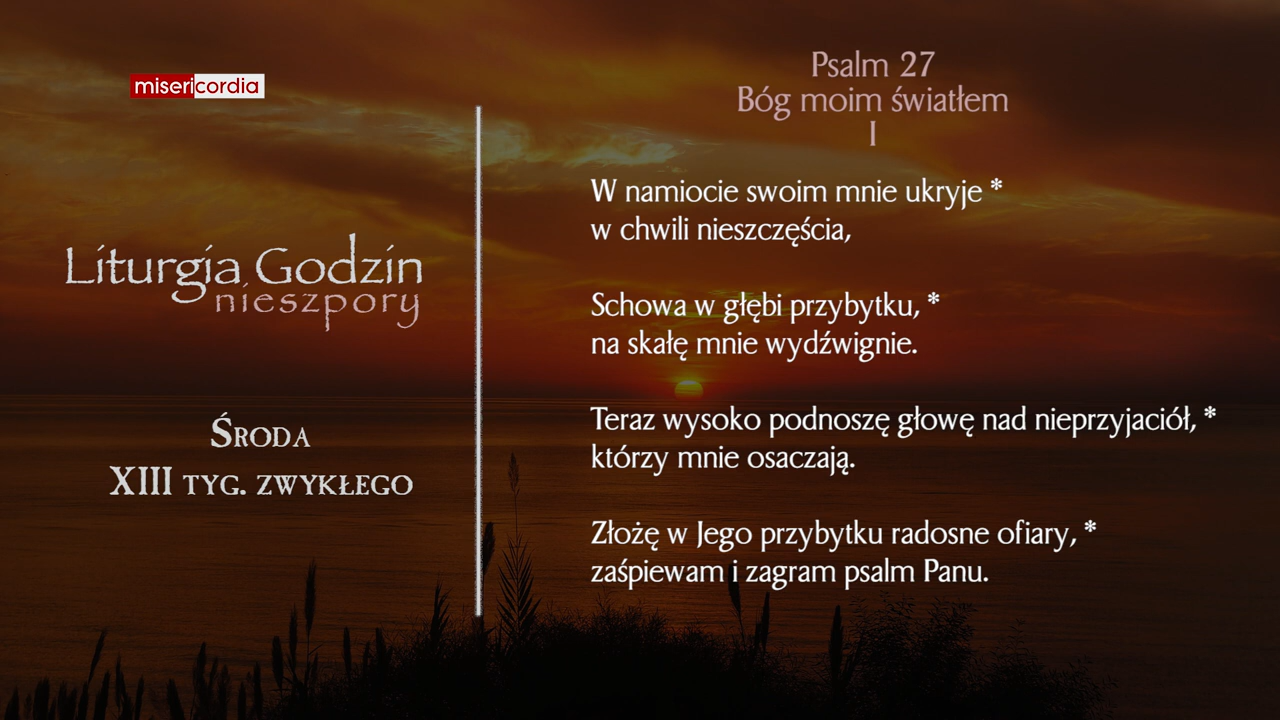 misericordia
Liturgia Godzin
nieszpory
Środa
XIII tyg. zwykłego
Psalm 27
Bóg moim światłem
I
W namiocie swoim mnie ukryje *
w chwili nieszczęścia,
Schowa w głębi przybytku, *
na skałę mnie wydźwignie.
Teraz wysoko podnoszę głowę nad nieprzyjaciół, *
którzy mnie osaczają.
Złożę w Jego przybytku radosne ofiary, *
zaśpiewam i zagram psalm Panu.